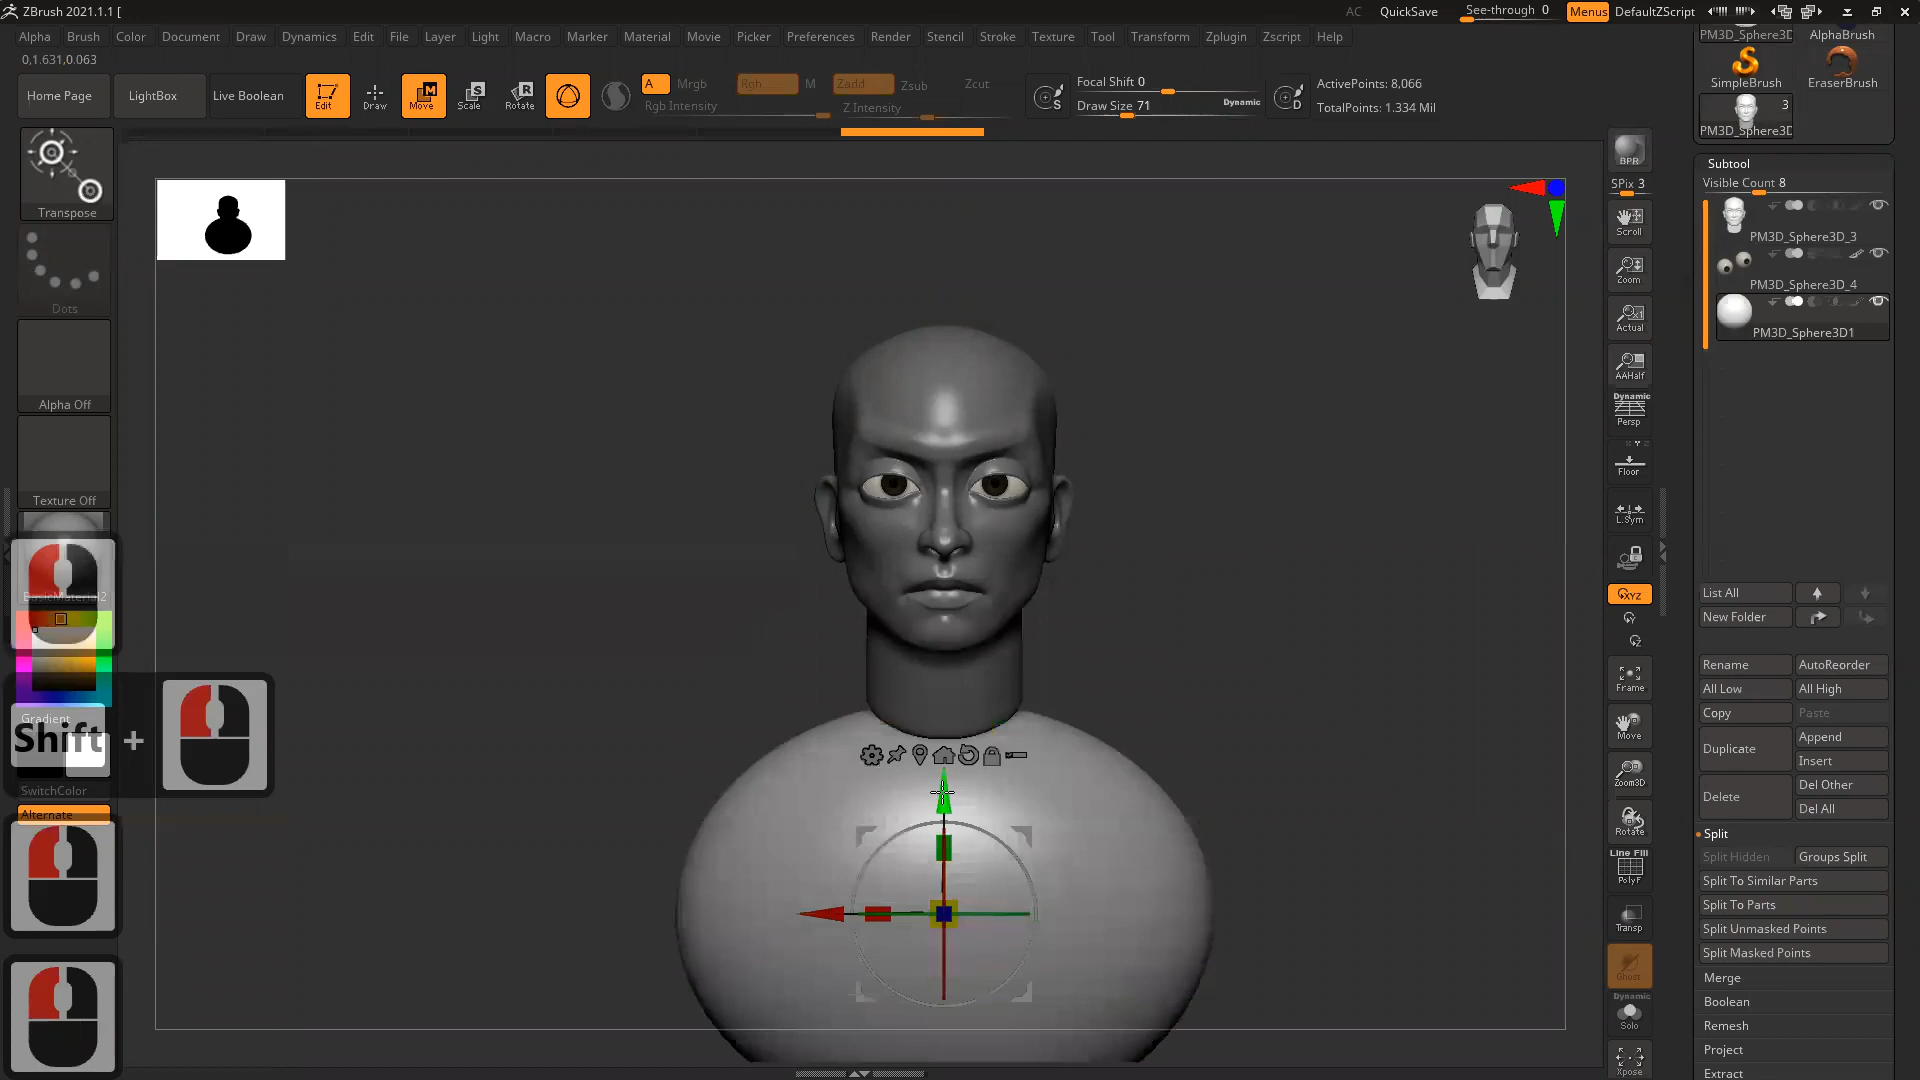 ZBrush 2021.1.1 [
AC
QuickSave
See-through 0
Menus
DefaultZScript
Alpha
Brush
Color
Document
Draw
Dynamics
Edit
File
Layer
Light
Macro
Marker
Material
Movie
Picker
Preferences
Render
Stencil
Stroke
Texture
Tool
Transform
Zplugin
Zscript
Help
0,1.631,0.063
Home Page
LightBox
Live Boolean
Edit
Draw
Move
Scale
Rotate
A
Mrgb
Rgb
M
Zadd
Zsub
Zcut
Rgb Intensity
Z Intensity
S
Focal Shift 0
Draw Size 71
Dynamic
D
ActivePoints: 8,066
TotalPoints: 1.334 Mil
PM3D_Sphere3D
AlphaBrush
SimpleBrush
EraserBrush
3
PM3D_Sphere3D
Transpose
Dots
Alpha Off
Texture Off
BasicMaterial2
Gradient
Shift +
SwitchColor
Alternate
BPR
SPix 3
Scroll
Zoom
Actual
AAHalf
Dynamic
Persp
Floor
L.Sym
XYZ
Frame
Move
Zoom3D
Rotate
Line Fill
PolyF
Transp
Ghost
Dynamic
Solo
Xpose
Subtool
Visible Count 8
PM3D_Sphere3D_3
PM3D_Sphere3D_4
PM3D_Sphere3D1
List All
New Folder
Rename
AutoReorder
All Low
All High
Copy
Paste
Duplicate
Append
Insert
Delete
Del Other
Del All
Split
Split Hidden
Groups Split
Split To Similar Parts
Split To Parts
Split Unmasked Points
Split Masked Points
Merge
Boolean
Remesh
Project
Extract